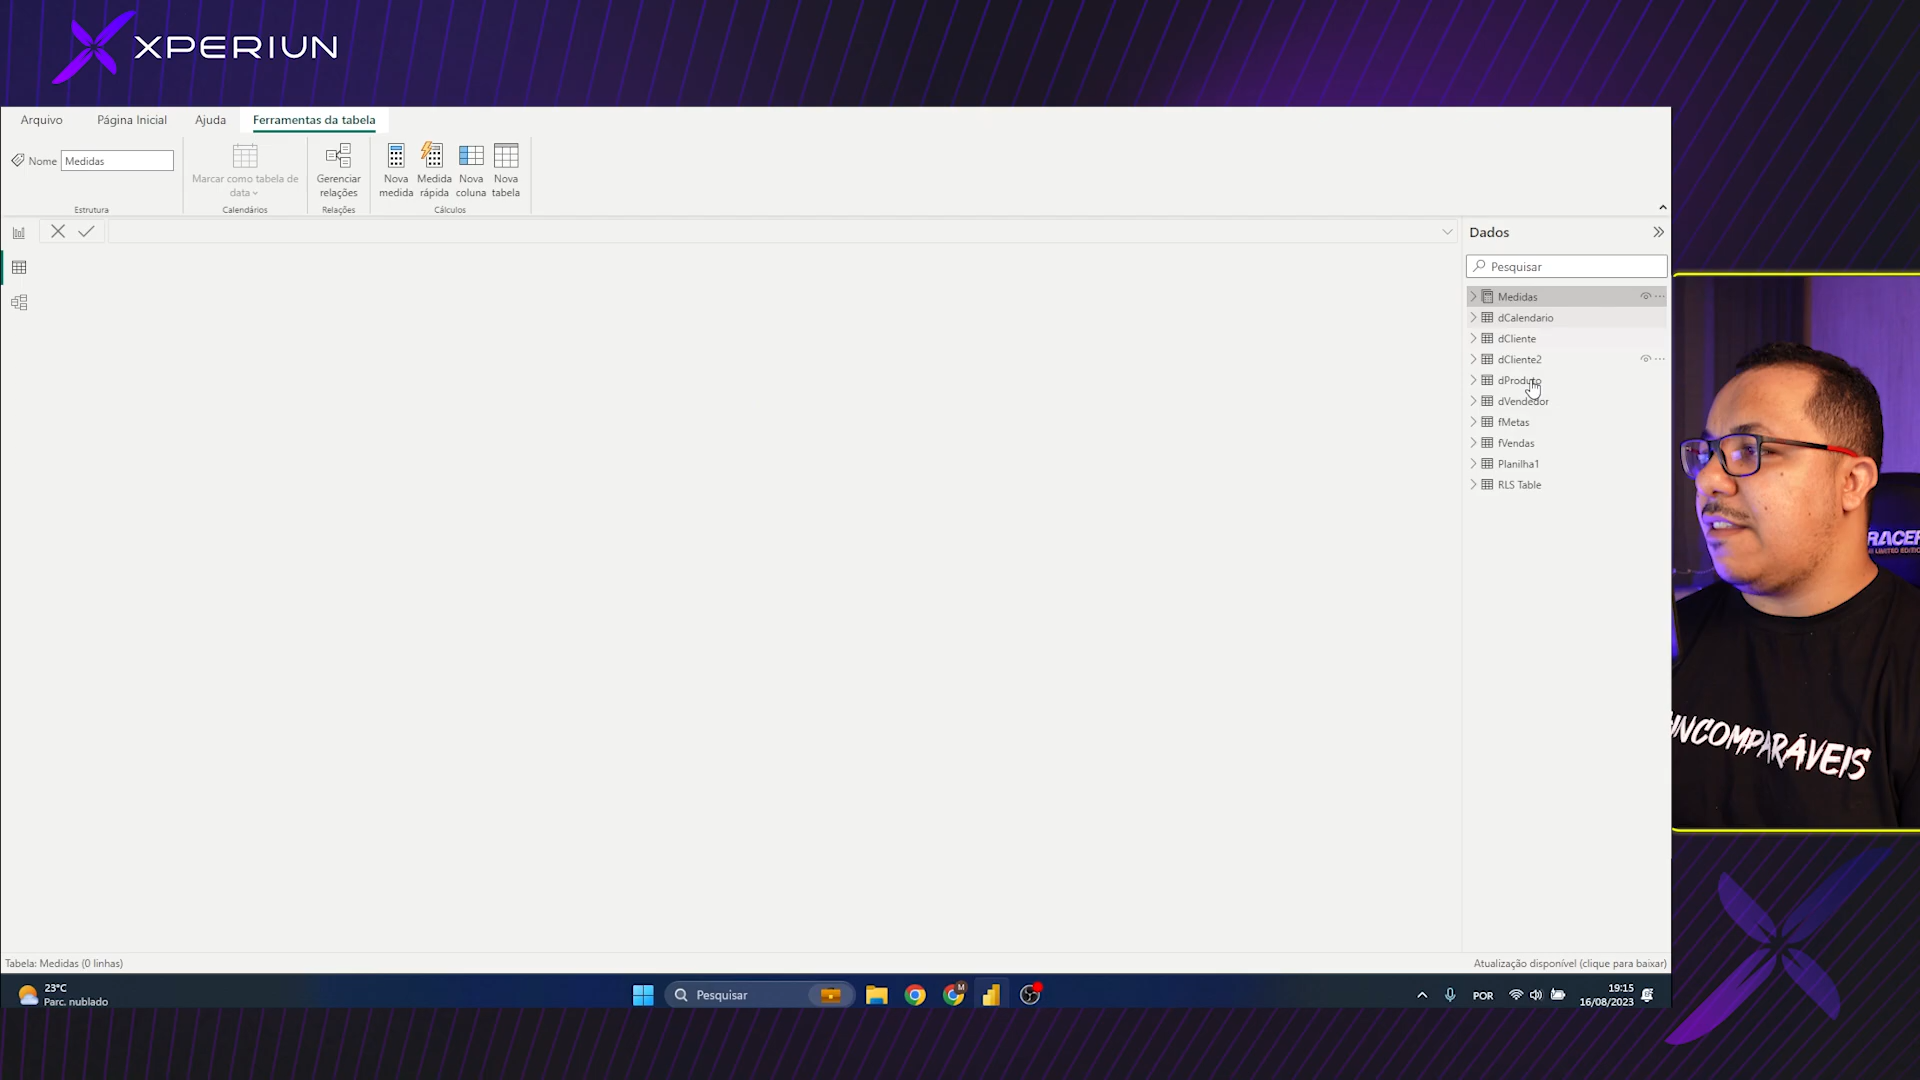 XPERIUN
Arquivo
Página Inicial
Ajuda
Ferramentas da tabela
Nome
Medidas
Marcar como tabela de
data
Gerenciar
relações
Nova
medida
Medida
rápida
Nova
coluna
Nova
tabela
Estrutura
Calendários
Relações
Cálculos
Dados
Pesquisar
Medidas
dCalendario
dCliente
dCliente2
dProduto
dVendedor
fMetas
fVendas
Planilha1
RLS Table
RACER
LIMITED EDITIO
INCOMPARÁVEIS
Tabela: Medidas (0 linhas)
Atualização disponível (clique para baixar)
23°C
Parc. nublado
Pesquisar
M
POR
19:15
16/08/2023